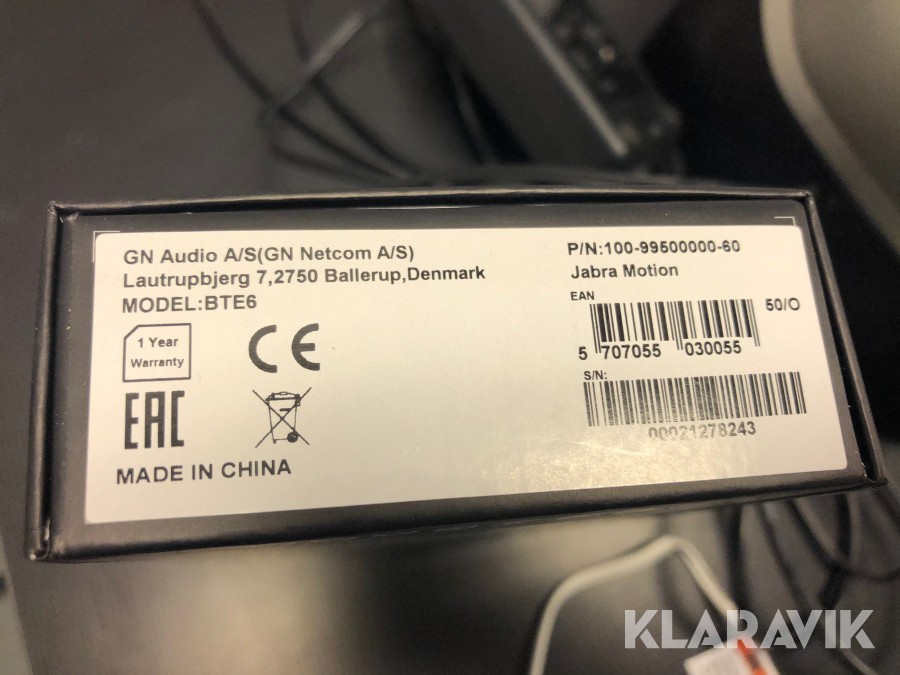 GN Audio A/S(GN Netcom A/S)
Lautrupbjerg 7,2750 Ballerup,Denmark
MODEL:BTE6
1 Year
Warranty
CE
EAC
MADE IN CHINA
P/N:100-99500000-60
Jabra Motion
EAN
50/O
5 707055 030055
S/N:
00021278243
KLARAVIK